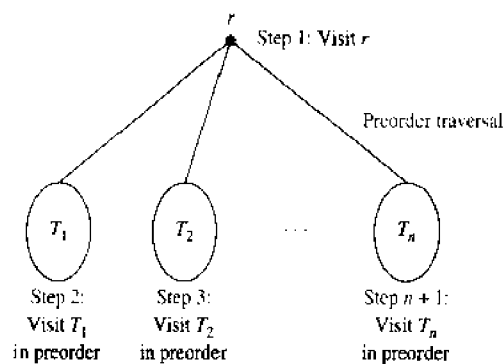 r
Step 1: Visit r
Preorder traversal
T1 T2 . . . Tn
Step 2: Step 3: Step n + 1:
Visit T1 Visit T2 Visit Tn
in preorder in preorder in preorder